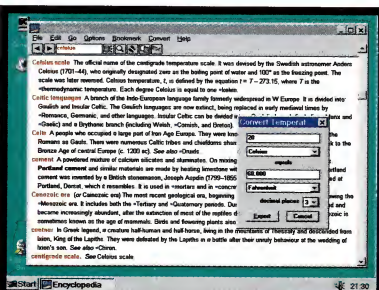 File Edit Go Options Bookmark Convert Help
celsius
Celsius scale The official name of the centigrade temperature scale. It was devised by the Swedish astronomer Anders
Celsius (1701–44), who originally designated zero as the boiling point of water and 100° as the freezing point. The
scale was later reversed. Celsius temperature, t, is defined by the equation t = T – 273.15, where T is the
thermodynamic temperature. Each degree Celsius is equal to one kelvin.
Celtic languages A branch of the Indo-European language family formerly widespread in W Europe. It is divided into
Gaulish and Insular Celtic. The Gaulish languages are now extinct, being replaced in early medieval times by
Romance, Germanic, and other languages. Insular Celtic can be divided
Gaelic) and a Brythonic branch (including Welsh, Cornish, and Breton).
Celts A people who occupied a large part of Iron Age Europe. They were
Romans as Gauls. There were numerous Celtic tribes and chiefdoms
Bronze Age of Central Europe (c. 1200 BC). See also Druids.
cement A powdered mixture of calcium silicates and aluminates. On mixing
Portland cement and similar materials are made by heating limestone
cement was invented by a British stonemason, Joseph Aspdin (1799–
Portland, Dorset, which it resembles. It is used in mortars and in
Cenozoic era (or Cainozoic era) The most recent geological era, beginning
Mesozoic era. It includes both the Tertiary and Quaternary periods.
became increasingly abundant, after the extinction of most of the reptiles
sometimes known as the age of mammals. Birds and flowering plants also
centaur In Greek legend, a creature half-human and half-horse, living in the mountains of Thessaly and descended from
Ixion, King of the Lapiths. They were defeated by the Lapiths in a battle after their unruly behaviour at the wedding of
Ixion's son. See also Chiron.
centigrade scale. See Celsius scale.
Convert Temperat
20
Celsius
equals
68.000
Fahrenheit
decimal places 3
Cancel
Start Encyclopedia
21:30